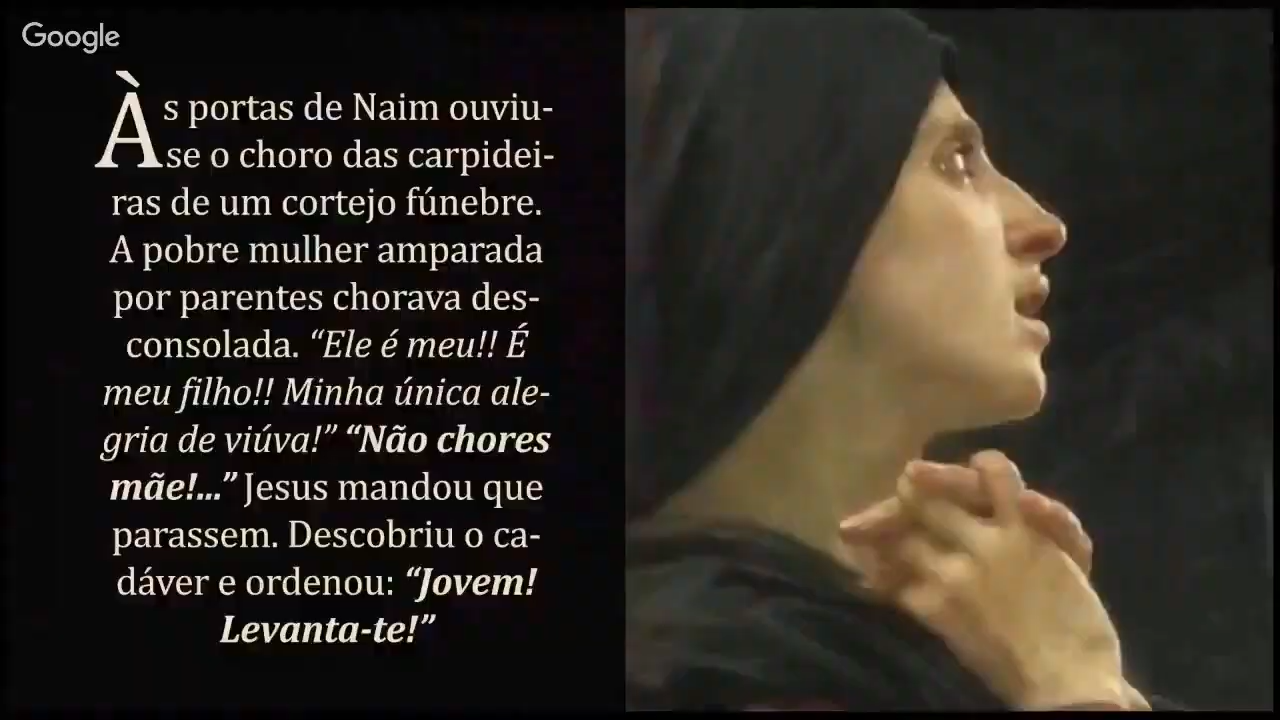 Google
Às portas de Naim ouviu-
se o choro das carpidei-
ras de um cortejo fúnebre.
A pobre mulher amparada
por parentes chorava des-
consolada. “Ele é meu!! É
meu filho!! Minha única ale-
gria de viúva!” “Não chores
mãe!...” Jesus mandou que
parassem. Descobriu o ca-
dáver e ordenou: “Jovem!
Levanta-te!”